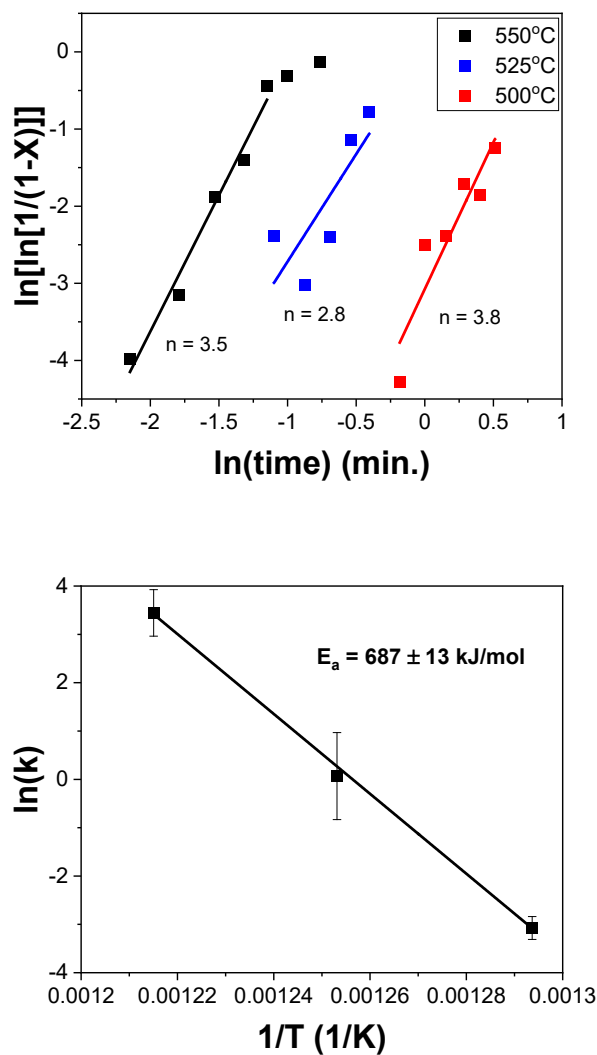 550°C
525°C
500°C
ln[ln[1/(1-X)]]
0
-1
-2
-3
-4
n = 3.5
n = 2.8
n = 3.8
-2.5 -2 -1.5 -1 -0.5 0 0.5 1
ln(time) (min.)
4
2
0
-2
-4
ln(k)
Eₐ = 687 ± 13 kJ/mol
0.0012 0.00122 0.00124 0.00126 0.00128 0.0013
1/T (1/K)